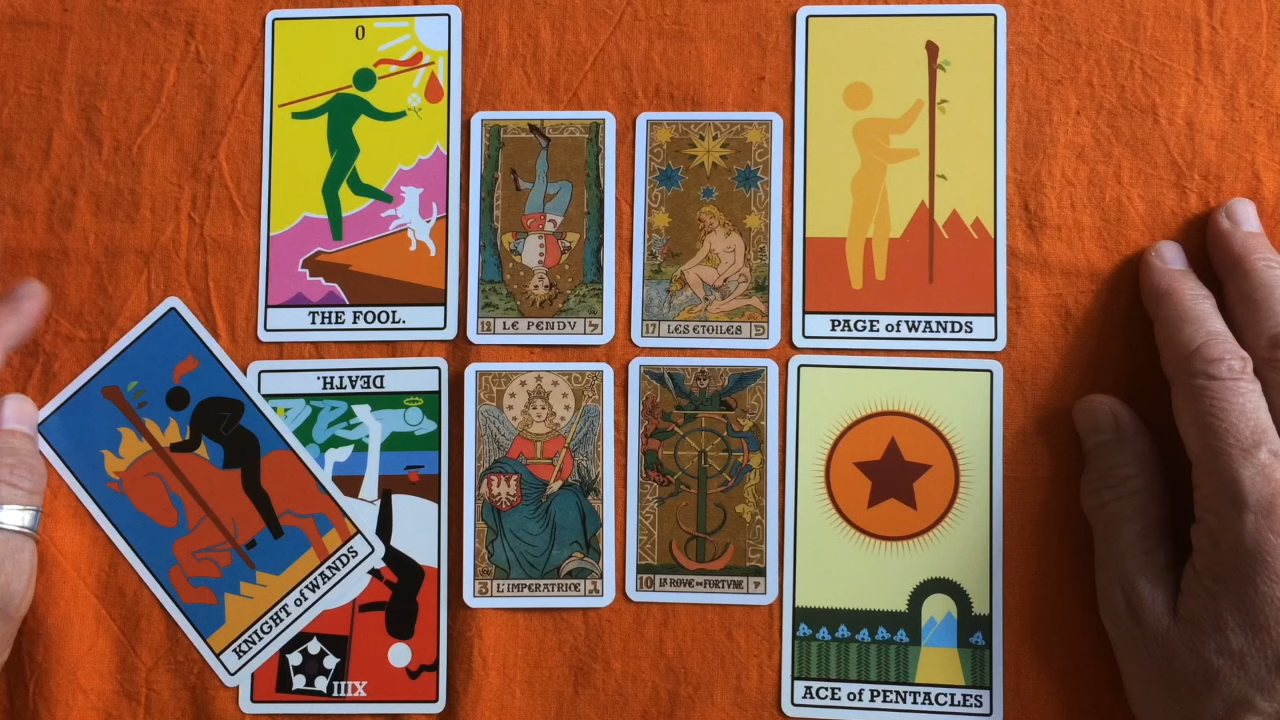 0
THE FOOL.
12 LE PENDV ל
17 LES ETOILES פ
PAGE of WANDS
KNIGHT of WANDS
DEATH.
XIII
3 L'IMPERATRICE ג
10 LA ROVE DE FORTVNE י
ACE of PENTACLES